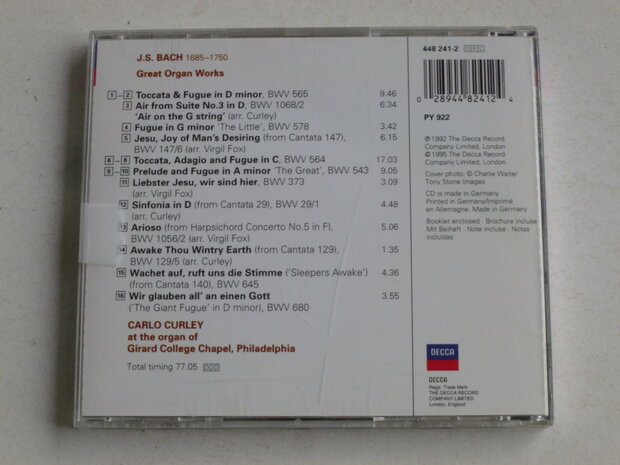 J.S. BACH 1685–1750
Great Organ Works
1 – 2 Toccata & Fugue in D minor, BWV 565 9.46
3 Air from Suite No.3 in D, BWV 1068/2 6.34
'Air on the G string' (arr. Curley)
4 Fugue in G minor 'The Little', BWV 578 3.42
5 Jesu, Joy of Man's Desiring (from Cantata 147), 6.15
BWV 147/6 (arr. Virgil Fox)
6 – 8 Toccata, Adagio and Fugue in C, BWV 564 17.03
9 – 10 Prelude and Fugue in A minor 'The Great', BWV 543 9.05
11 Liebster Jesu, wir sind hier, BWV 373 3.09
(arr. Virgil Fox)
12 Sinfonia in D (from Cantata 29), BWV 29/1 4.48
(arr. Curley)
13 Arioso (from Harpsichord Concerto No.5 in F), 5.06
BWV 1056/2 (arr. Virgil Fox)
14 Awake Thou Wintry Earth (from Cantata 129), 1.35
BWV 129/5 (arr. Curley)
15 Wachet auf, ruft uns die Stimme ('Sleepers Awake') 4.36
(from Cantata 140), BWV 645
16 Wir glauben all' an einen Gott 3.55
('The Giant Fugue' in D minor), BWV 680
CARLO CURLEY
at the organ of
Girard College Chapel, Philadelphia
Total timing 77.05 DDD
448 241-2 DEC
0 28944 82412 4
PY 922
℗ 1992 The Decca Record
Company Limited, London
© 1995 The Decca Record
Company Limited, London
Cover photo: © Charlie Waite/
Tony Stone Images
CD is made in Germany
Printed in Germany/Imprimé
en Allemagne. Made in Germany
Booklet enclosed · Brochure incluse
Mit Beiheft · Note incluse · Notas
incluidas
DECCA
DECCA
Regd. Trade Mark
THE DECCA RECORD
COMPANY LIMITED
London, England